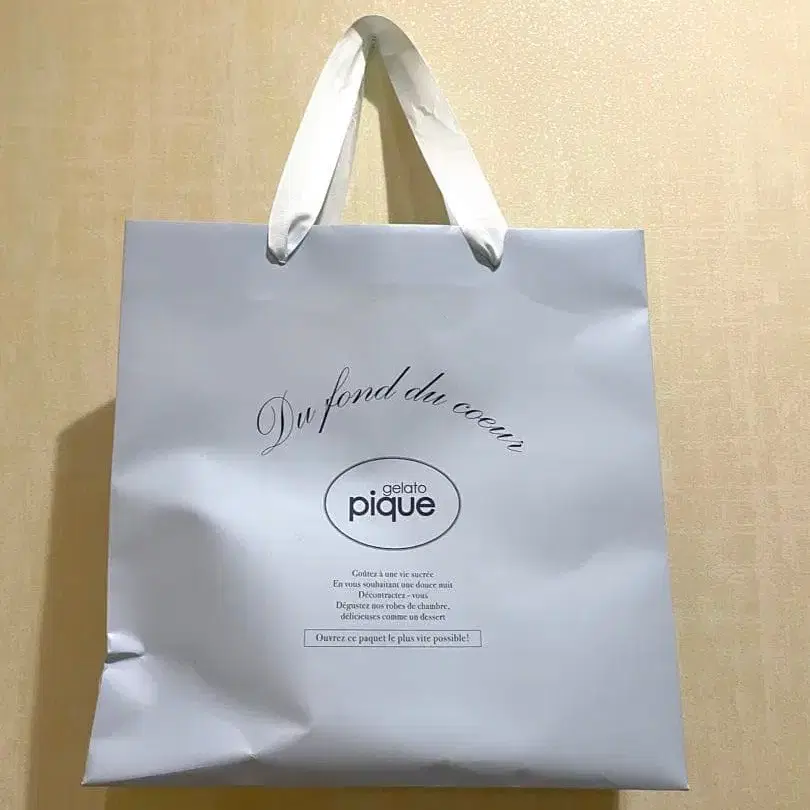 Du fond du coeur
gelato
pique
Goûtez à une vie sucrée
En vous souhaitant une douce nuit
Décontractez - vous
Dégustez nos robes de chambre,
délicieuses comme un dessert
Ouvrez ce paquet le plus vite possible!